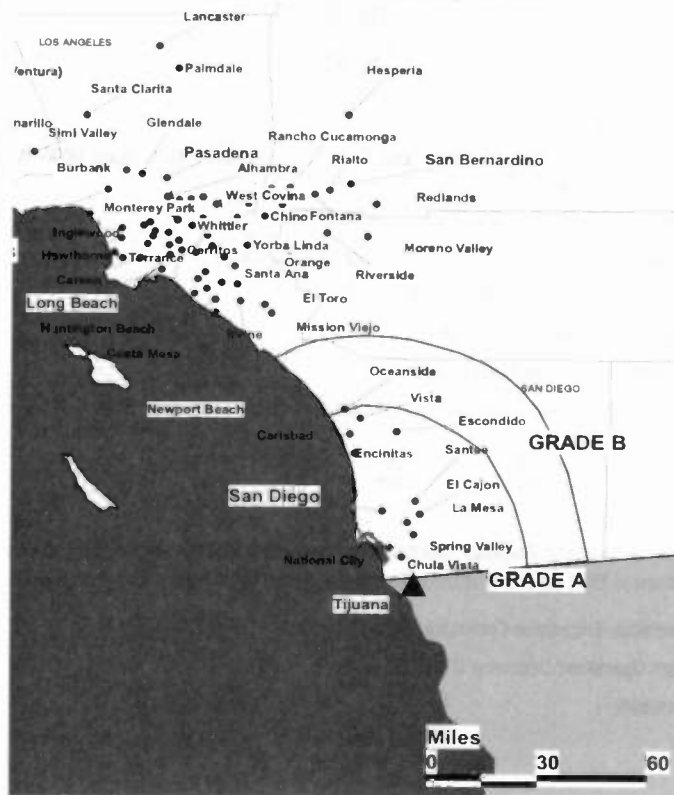 Lancaster
LOS ANGELES
Palmdale
Hesperia
Ventura)
Santa Clarita
narillo
Simi Valley
Glendale
Rancho Cucamonga
Pasadena
Rialto
San Bernardino
Burbank
Alhambra
West Covina
Redlands
Monterey Park
Chino
Fontana
Inglewood
Whittier
Hawthorne
Torrance
Cerritos
Yorba Linda
Moreno Valley
Orange
Carson
Santa Ana
Riverside
Long Beach
El Toro
Huntington Beach
Irvine
Mission Viejo
Costa Mesa
Oceanside
SAN DIEGO
Newport Beach
Vista
Escondido
Carlsbad
GRADE B
Encinitas
Santee
El Cajon
San Diego
La Mesa
Spring Valley
National City
Chula Vista
GRADE A
Tijuana
Miles
0 30 60